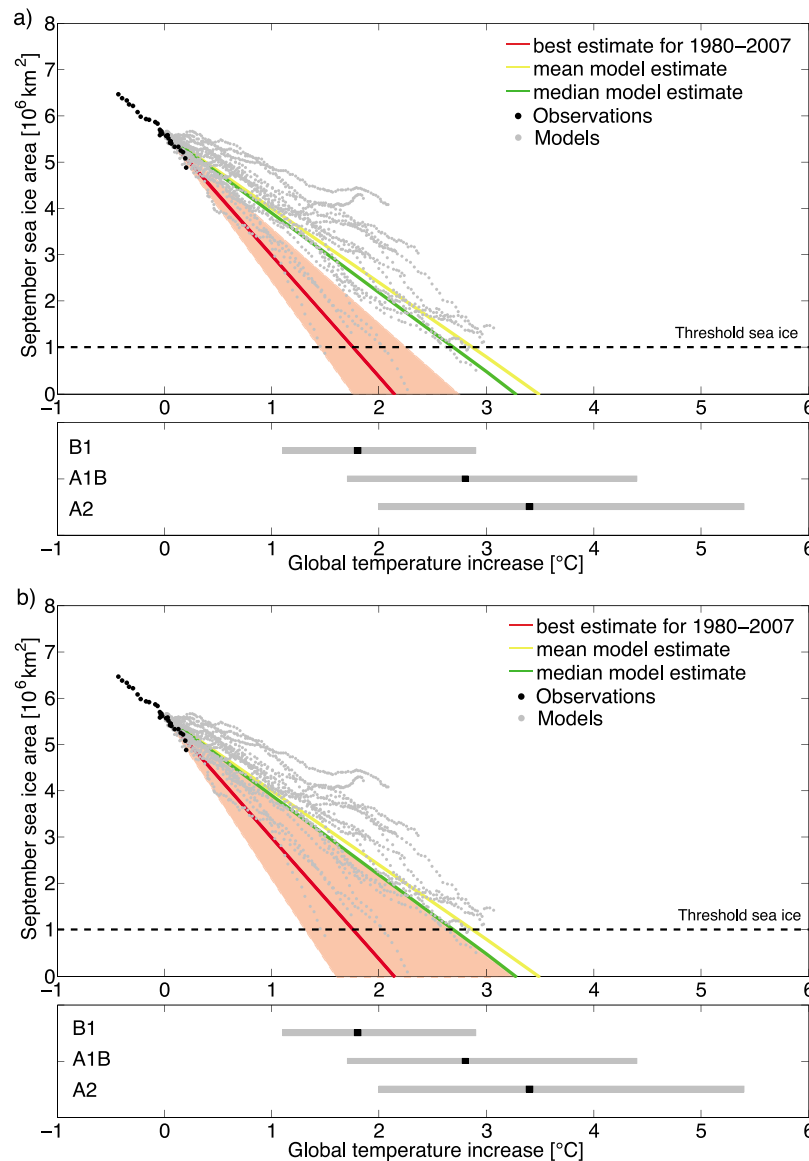 a)
8
7
6
5
4
3
2
1
0
September sea ice area [10⁶ km²]
best estimate for 1980−2007
mean model estimate
median model estimate
Observations
Models
Threshold sea ice
−1 0 1 2 3 4 5 6
B1
A1B
A2
−1 0 1 2 3 4 5 6
Global temperature increase [°C]
b)
8
7
6
5
4
3
2
1
0
September sea ice area [10⁶ km²]
best estimate for 1980−2007
mean model estimate
median model estimate
Observations
Models
Threshold sea ice
−1 0 1 2 3 4 5 6
B1
A1B
A2
−1 0 1 2 3 4 5 6
Global temperature increase [°C]